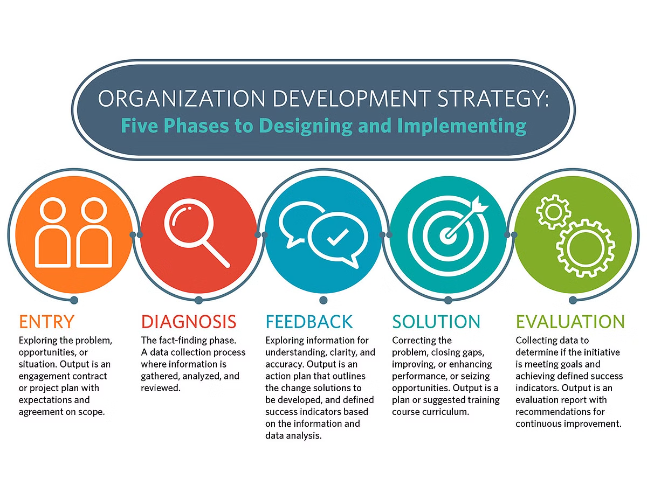 ORGANIZATION DEVELOPMENT STRATEGY:
Five Phases to Designing and Implementing
ENTRY
Exploring the problem,
opportunities, or
situation. Output is an
engagement contract
or project plan with
expectations and
agreement on scope.
DIAGNOSIS
The fact-finding phase.
A data collection process
where information is
gathered, analyzed, and
reviewed.
FEEDBACK
Exploring information for
understanding, clarity, and
accuracy. Output is an
action plan that outlines
the change solutions to
be developed, and defined
success indicators based
on the information and
data analysis.
SOLUTION
Correcting the
problem, closing gaps,
improving, or enhancing
performance, or seizing
opportunities. Output is a
plan or suggested training
course curriculum.
EVALUATION
Collecting data to
determine if the initiative
is meeting goals and
achieving defined success
indicators. Output is an
evaluation report with
recommendations for
continuous improvement.